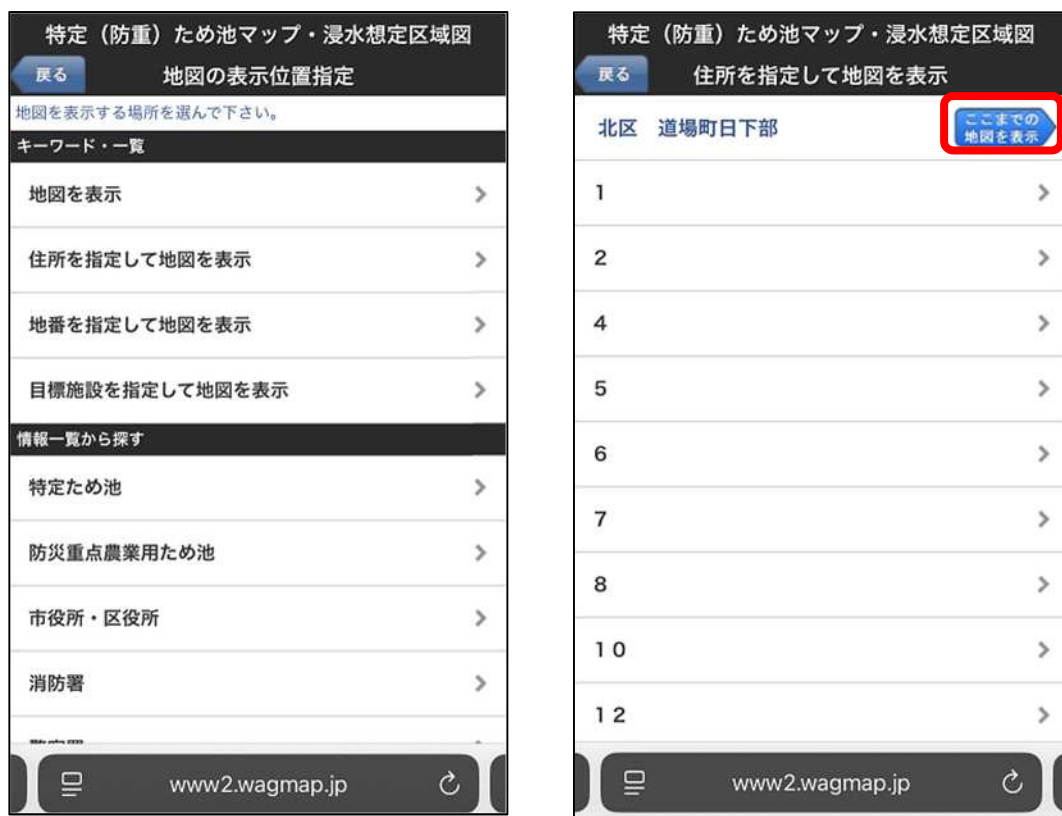 特定（防重）ため池マップ・浸水想定区域図
戻る
地図の表示位置指定
地図を表示する場所を選んで下さい。
キーワード・一覧
地図を表示
住所を指定して地図を表示
地番を指定して地図を表示
目標施設を指定して地図を表示
情報一覧から探す
特定ため池
防災重点農業用ため池
市役所・区役所
消防署
www2.wagmap.jp
特定（防重）ため池マップ・浸水想定区域図
戻る
住所を指定して地図を表示
北区　道場町日下部
ここまでの
地図を表示
1
2
4
5
6
7
8
１０
１２
www2.wagmap.jp